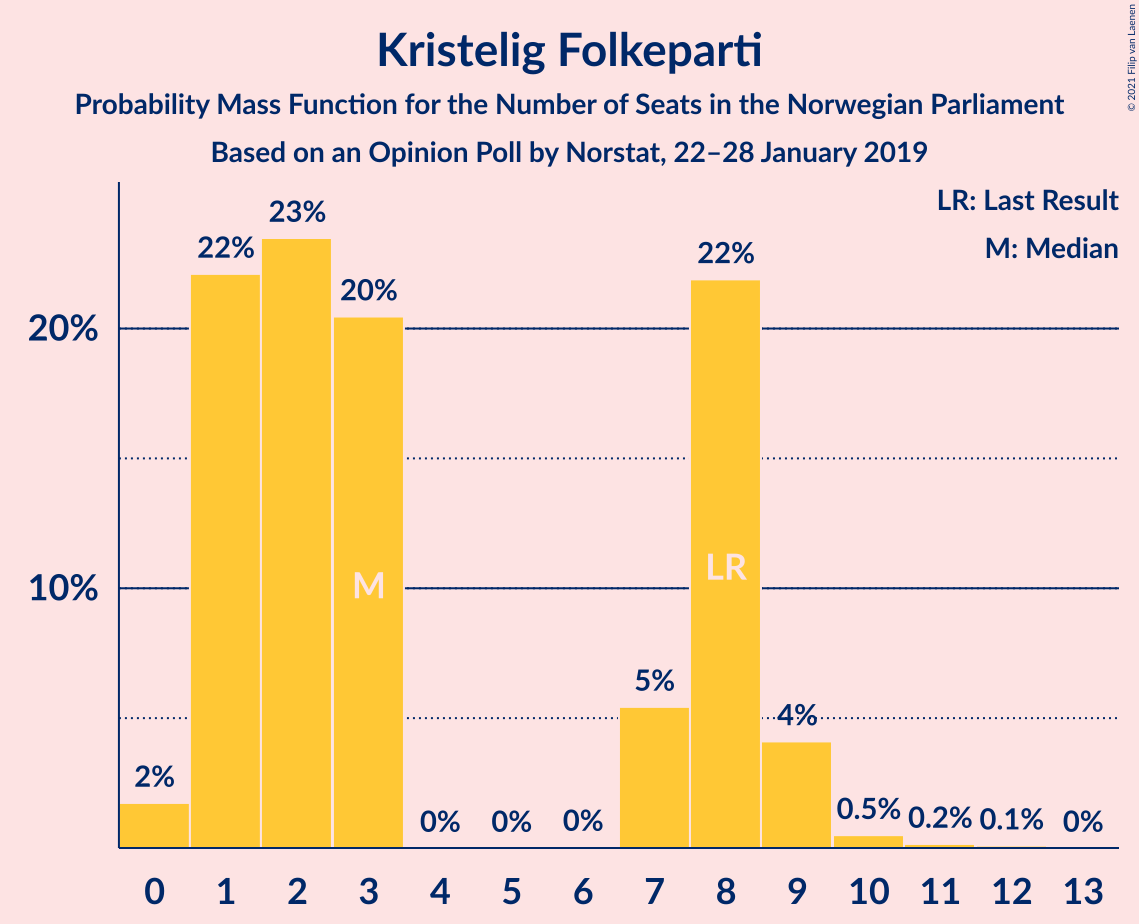 Kristelig Folkeparti
Probability Mass Function for the Number of Seats in the Norwegian Parliament
Based on an Opinion Poll by Norstat, 22–28 January 2019
© 2021 Filip van Laenen
LR: Last Result
M: Median
20%
10%
2%
22%
23%
20%
0%
0%
0%
5%
22%
4%
0.5%
0.2%
0.1%
0%
M
LR
0 1 2 3 4 5 6 7 8 9 10 11 12 13